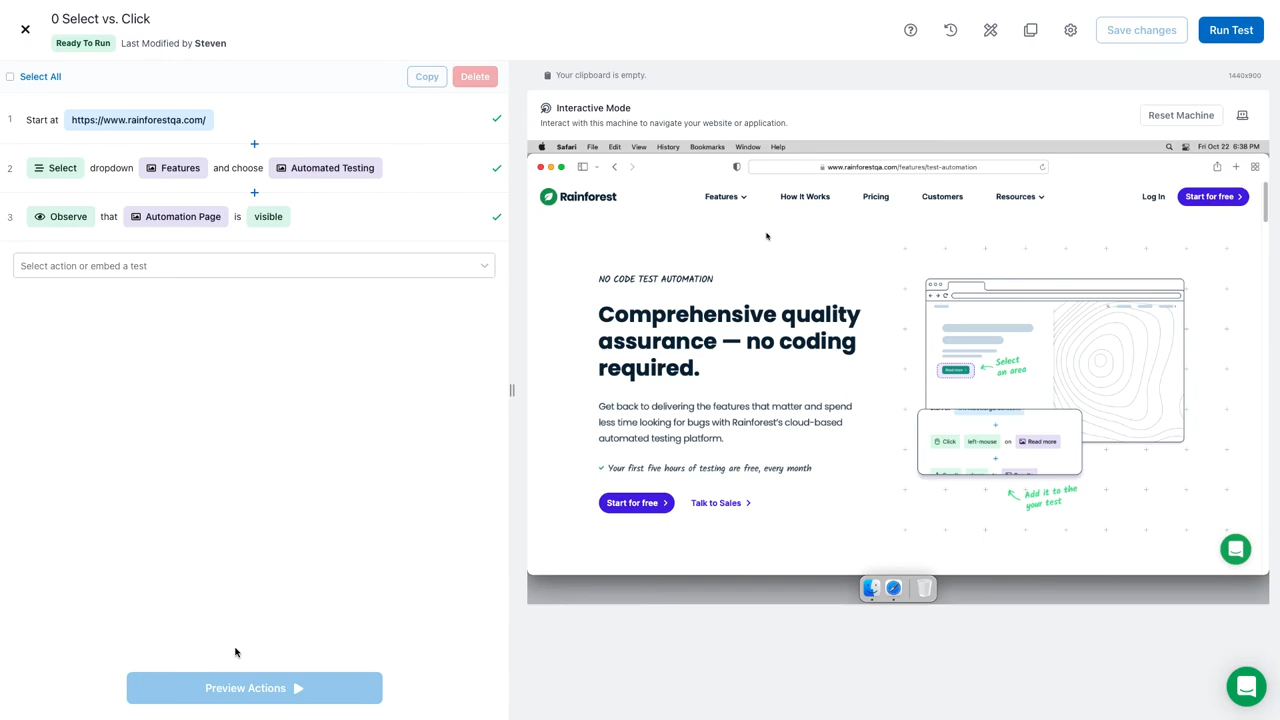 0 Select vs. Click
Ready To Run Last Modified by Steven
Save changes
Run Test
Select All
Copy
Delete
1 Start at https://www.rainforestqa.com/
2 Select dropdown Features and choose Automated Testing
3 Observe that Automation Page is visible
Select action or embed a test
Preview Actions
Your clipboard is empty.
1440x900
Interactive Mode
Interact with this machine to navigate your website or application.
Reset Machine
Safari File Edit View History Bookmarks Window Help
Fri Oct 22 6:38 PM
www.rainforestqa.com/features/test-automation
Rainforest
Features How It Works Pricing Customers Resources
Log In Start for free
NO CODE TEST AUTOMATION
Comprehensive quality
assurance — no coding
required.
Get back to delivering the features that matter and spend
less time looking for bugs with Rainforest's cloud-based
automated testing platform.
Your first five hours of testing are free, every month
Start for free Talk to Sales
Read more
Select
an area
Click left-mouse on Read more
Add it to the
your test